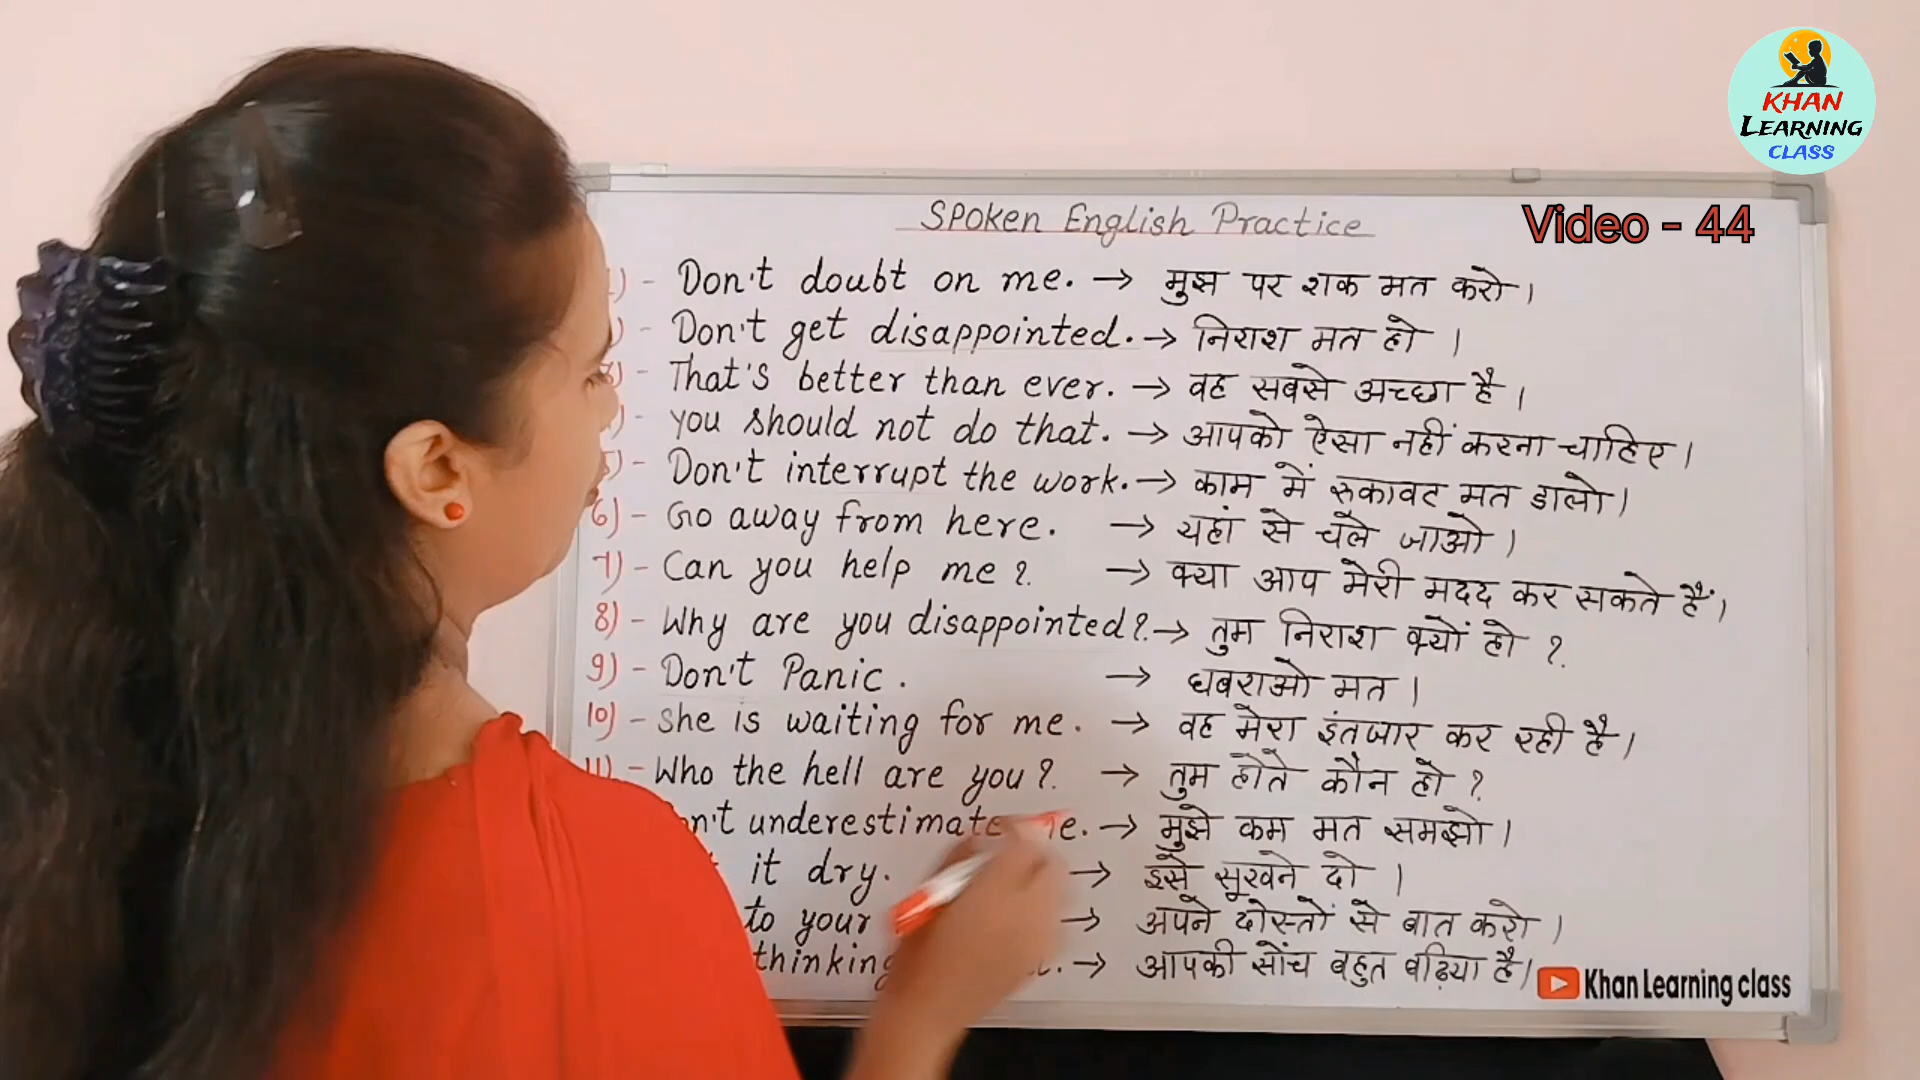 KHAN
LEARNING
CLASS
Video - 44
Spoken English Practice
1) - Don't doubt on me. → मुझ पर शक मत करो।
) - Don't get disappointed. → निराश मत हो ।
3) - That's better than ever. → वह सबसे अच्छा है।
) - You should not do that. → आपको ऐसा नहीं करना चाहिए।
5) - Don't interrupt the work. → काम में रुकावट मत डालो।
6) - Go away from here. → यहां से चले जाओ।
7) - Can you help me ? → क्या आप मेरी मदद कर सकते हैं।
8) - Why are you disappointed ? → तुम निराश क्यों हो ?
9) - Don't Panic. → घबराओ मत ।
10) - She is waiting for me. → वह मेरा इंतजार कर रही है।
11) - Who the hell are you ? → तुम होते कौन हो ?
n't underestimate me. → मुझे कम मत समझो।
it dry. → इसे सूखने दो ।
to your → अपने दोस्तों से बात करो ।
thinking → आपकी सोंच बहुत बढ़िया है।
Khan Learning class